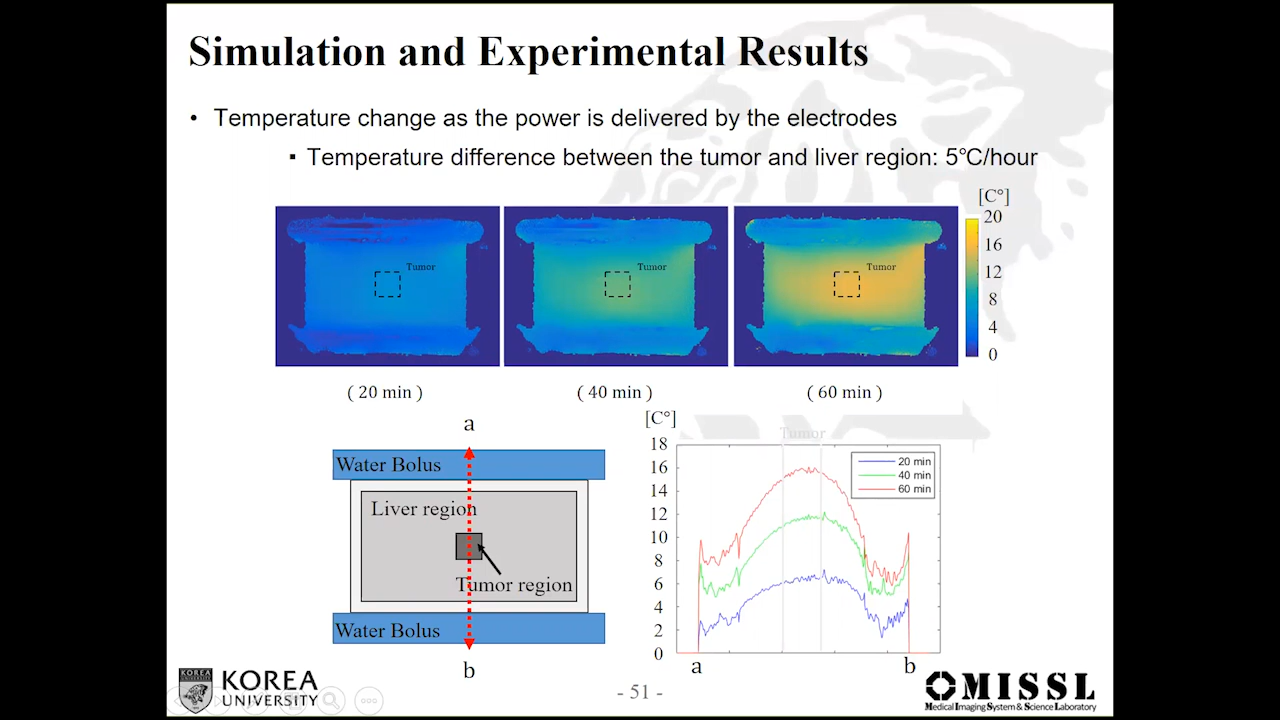 Simulation and Experimental Results
• Temperature change as the power is delivered by the electrodes
▪ Temperature difference between the tumor and liver region: 5℃/hour
[C°]
20
16
12
8
4
0
Tumor
Tumor
Tumor
( 20 min )
( 40 min )
( 60 min )
a
Water Bolus
Liver region
Tumor region
Water Bolus
b
[C°]
Tumor
18
16
14
12
10
8
6
4
2
0
20 min
40 min
60 min
a
b
KOREA
KOREA
UNIVERSITY
- 51 -
MISSL
Medical Imaging System & Science Laboratory